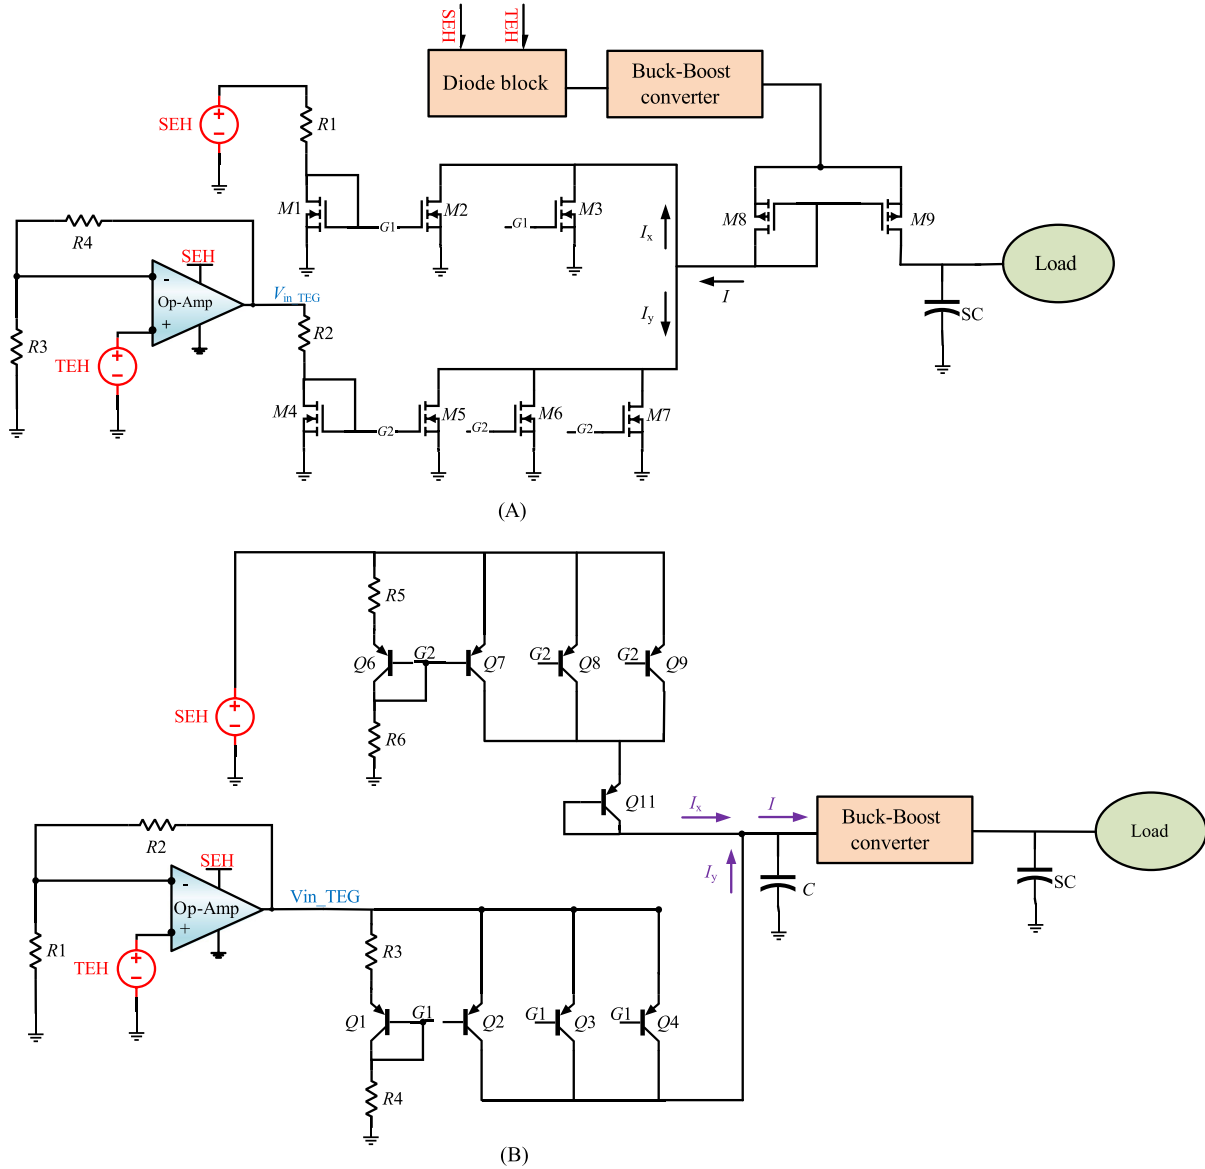 SEH
TEH
Diode block
Buck-Boost
converter
SEH
+
−
R1
M1
G1
M2
G1
M3
Ix
M8
M9
R4
SEH
-
Op-Amp
+
Vin_TEG
R2
I
Iy
Load
SC
R3
TEH
+
−
M4
G2
M5
G2
M6
G2
M7
(A)
R5
Q6
G2
Q7
G2
Q8
G2
Q9
SEH
+
−
R6
Q11
Ix
I
Buck-Boost
converter
Load
R2
SEH
-
Op-Amp
+
Vin_TEG
Iy
C
SC
R1
TEH
+
−
R3
Q1
G1
Q2
G1
Q3
G1
Q4
R4
(B)